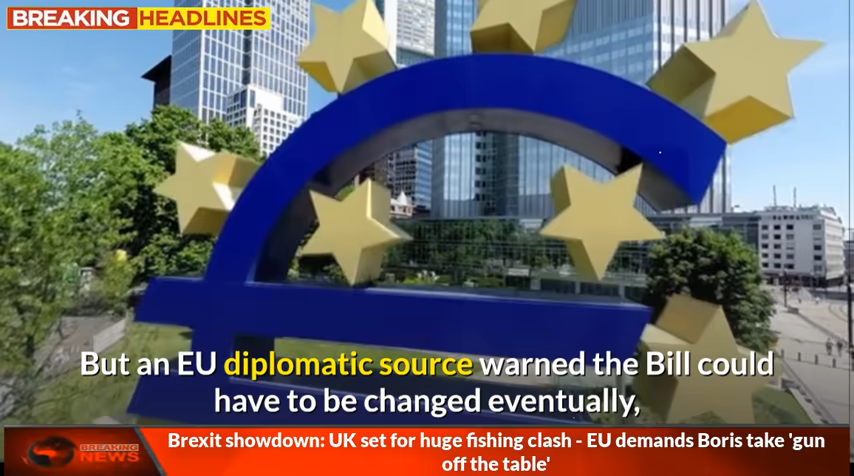 BREAKING HEADLINES
But an EU diplomatic source warned the Bill could
have to be changed eventually,
BREAKING
NEWS
Brexit showdown: UK set for huge fishing clash - EU demands Boris take 'gun
off the table'